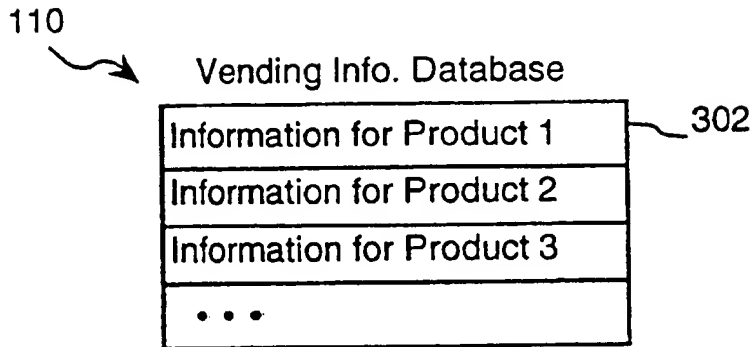 110
Vending Info. Database
Information for Product 1
302
Information for Product 2
Information for Product 3
• • •